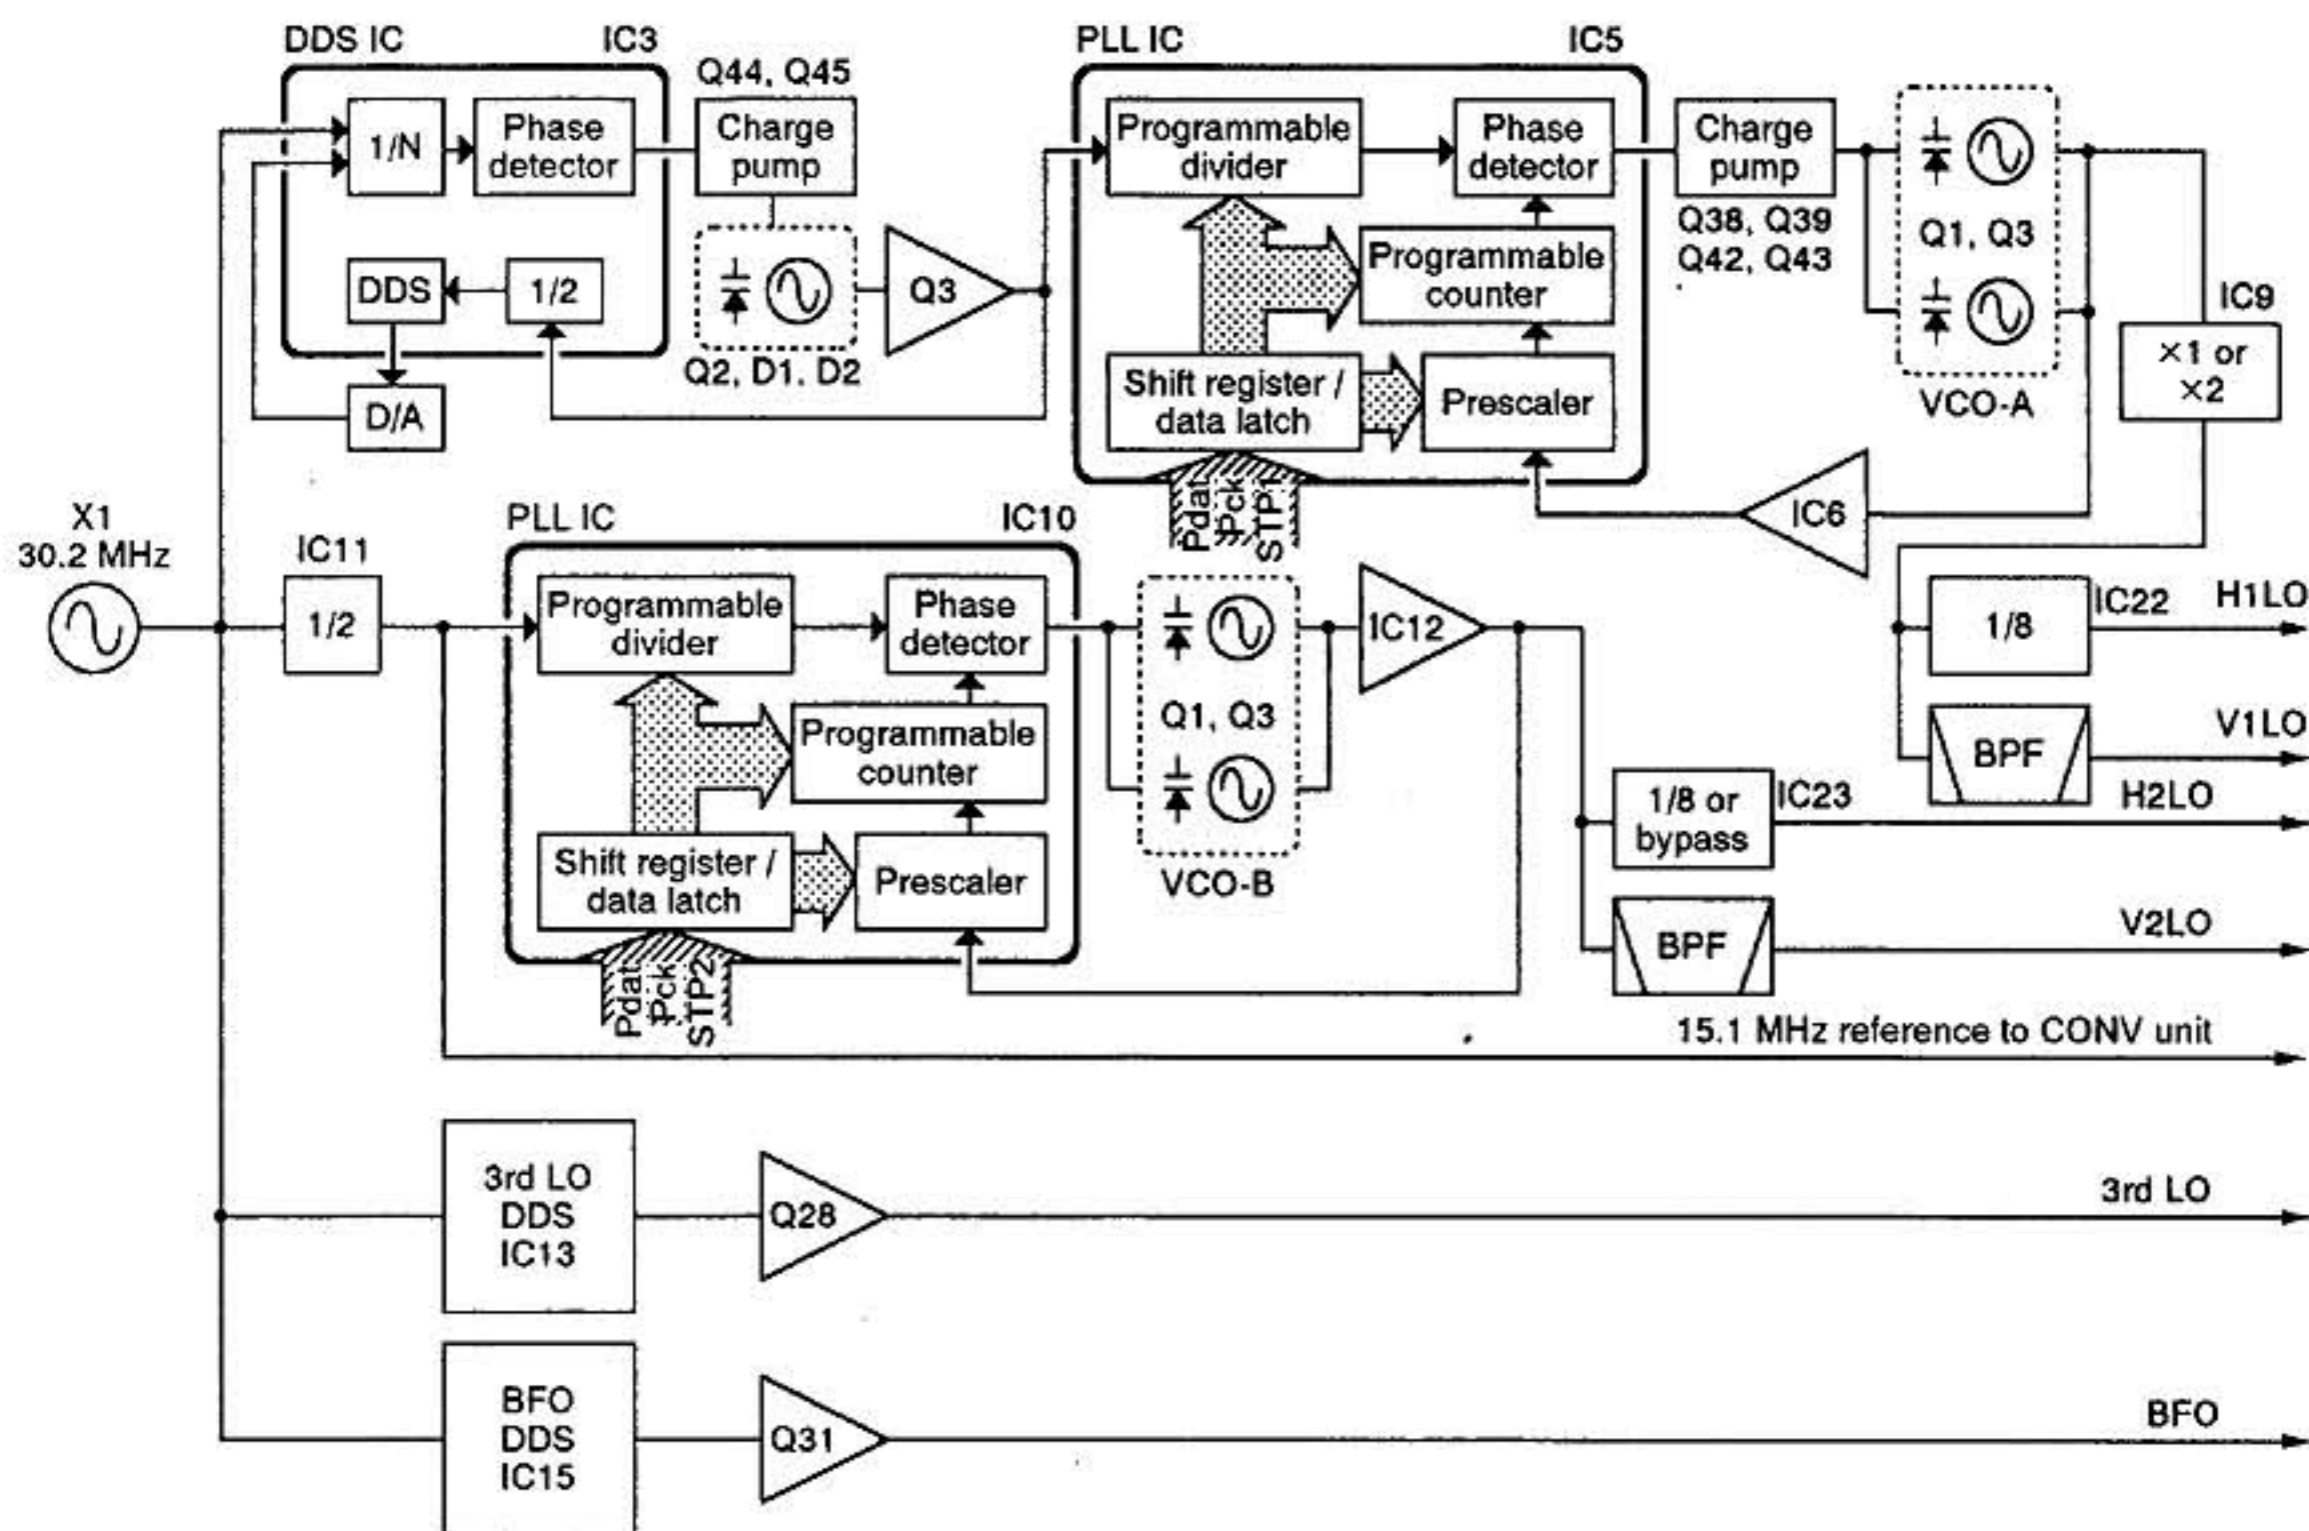 DDS IC
IC3
1/N
Phase
detector
DDS
1/2
D/A
Q44, Q45
Charge
pump
Q2, D1, D2
Q3
PLL IC
IC5
Programmable
divider
Phase
detector
Programmable
counter
Shift register /
data latch
Prescaler
Pdat
Pck
STP1
Charge
pump
Q38, Q39
Q42, Q43
Q1, Q3
VCO-A
IC9
×1 or
×2
IC6
X1
30.2 MHz
IC11
1/2
PLL IC
IC10
Programmable
divider
Phase
detector
Programmable
counter
Shift register /
data latch
Prescaler
Pdat
Pck
STP2
Q1, Q3
VCO-B
IC12
1/8
IC22
H1LO
BPF
V1LO
1/8 or
bypass
IC23
H2LO
BPF
V2LO
15.1 MHz reference to CONV unit
3rd LO
DDS
IC13
Q28
3rd LO
BFO
DDS
IC15
Q31
BFO